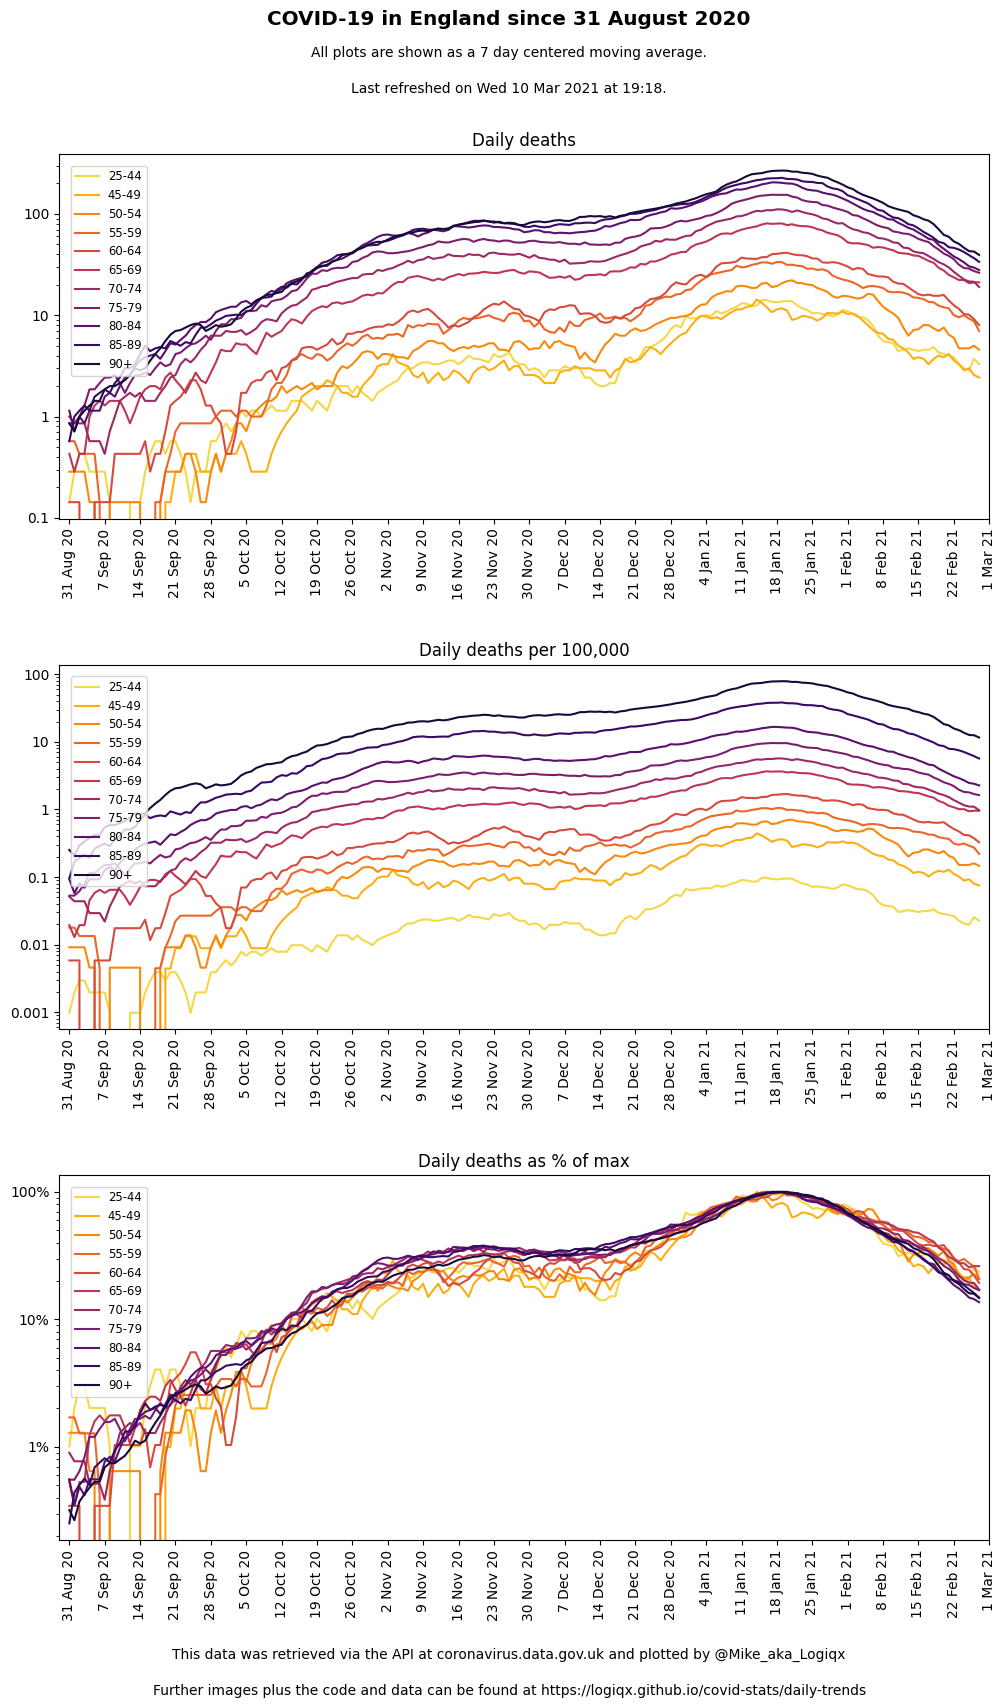 COVID-19 in England since 31 August 2020
All plots are shown as a 7 day centered moving average.
Last refreshed on Wed 10 Mar 2021 at 19:18.
Daily deaths
25-44
45-49
50-54
55-59
60-64
65-69
70-74
75-79
80-84
85-89
90+
100
10
1
0.1
31 Aug 20
7 Sep 20
14 Sep 20
21 Sep 20
28 Sep 20
5 Oct 20
12 Oct 20
19 Oct 20
26 Oct 20
2 Nov 20
9 Nov 20
16 Nov 20
23 Nov 20
30 Nov 20
7 Dec 20
14 Dec 20
21 Dec 20
28 Dec 20
4 Jan 21
11 Jan 21
18 Jan 21
25 Jan 21
1 Feb 21
8 Feb 21
15 Feb 21
22 Feb 21
1 Mar 21
Daily deaths per 100,000
25-44
45-49
50-54
55-59
60-64
65-69
70-74
75-79
80-84
85-89
90+
100
10
1
0.1
0.01
0.001
31 Aug 20
7 Sep 20
14 Sep 20
21 Sep 20
28 Sep 20
5 Oct 20
12 Oct 20
19 Oct 20
26 Oct 20
2 Nov 20
9 Nov 20
16 Nov 20
23 Nov 20
30 Nov 20
7 Dec 20
14 Dec 20
21 Dec 20
28 Dec 20
4 Jan 21
11 Jan 21
18 Jan 21
25 Jan 21
1 Feb 21
8 Feb 21
15 Feb 21
22 Feb 21
1 Mar 21
Daily deaths as % of max
25-44
45-49
50-54
55-59
60-64
65-69
70-74
75-79
80-84
85-89
90+
100%
10%
1%
31 Aug 20
7 Sep 20
14 Sep 20
21 Sep 20
28 Sep 20
5 Oct 20
12 Oct 20
19 Oct 20
26 Oct 20
2 Nov 20
9 Nov 20
16 Nov 20
23 Nov 20
30 Nov 20
7 Dec 20
14 Dec 20
21 Dec 20
28 Dec 20
4 Jan 21
11 Jan 21
18 Jan 21
25 Jan 21
1 Feb 21
8 Feb 21
15 Feb 21
22 Feb 21
1 Mar 21
This data was retrieved via the API at coronavirus.data.gov.uk and plotted by @Mike_aka_Logiqx
Further images plus the code and data can be found at https://logiqx.github.io/covid-stats/daily-trends